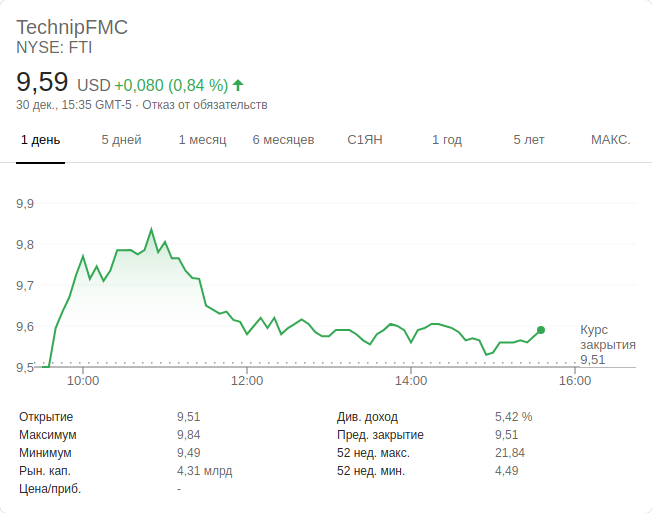 TechnipFMC
NYSE: FTI
9,59 USD +0,080 (0,84 %)
30 дек., 15:35 GMT-5 · Отказ от обязательств
1 день 5 дней 1 месяц 6 месяцев С1ЯН 1 год 5 лет МАКС.
9,9
9,8
9,7
9,6
9,5
Курс
закрытия
9,51
10:00 12:00 14:00 16:00
Открытие 9,51 Див. доход 5,42 %
Максимум 9,84 Пред. закрытие 9,51
Минимум 9,49 52 нед. макс. 21,84
Рын. кап. 4,31 млрд 52 нед. мин. 4,49
Цена/приб. -